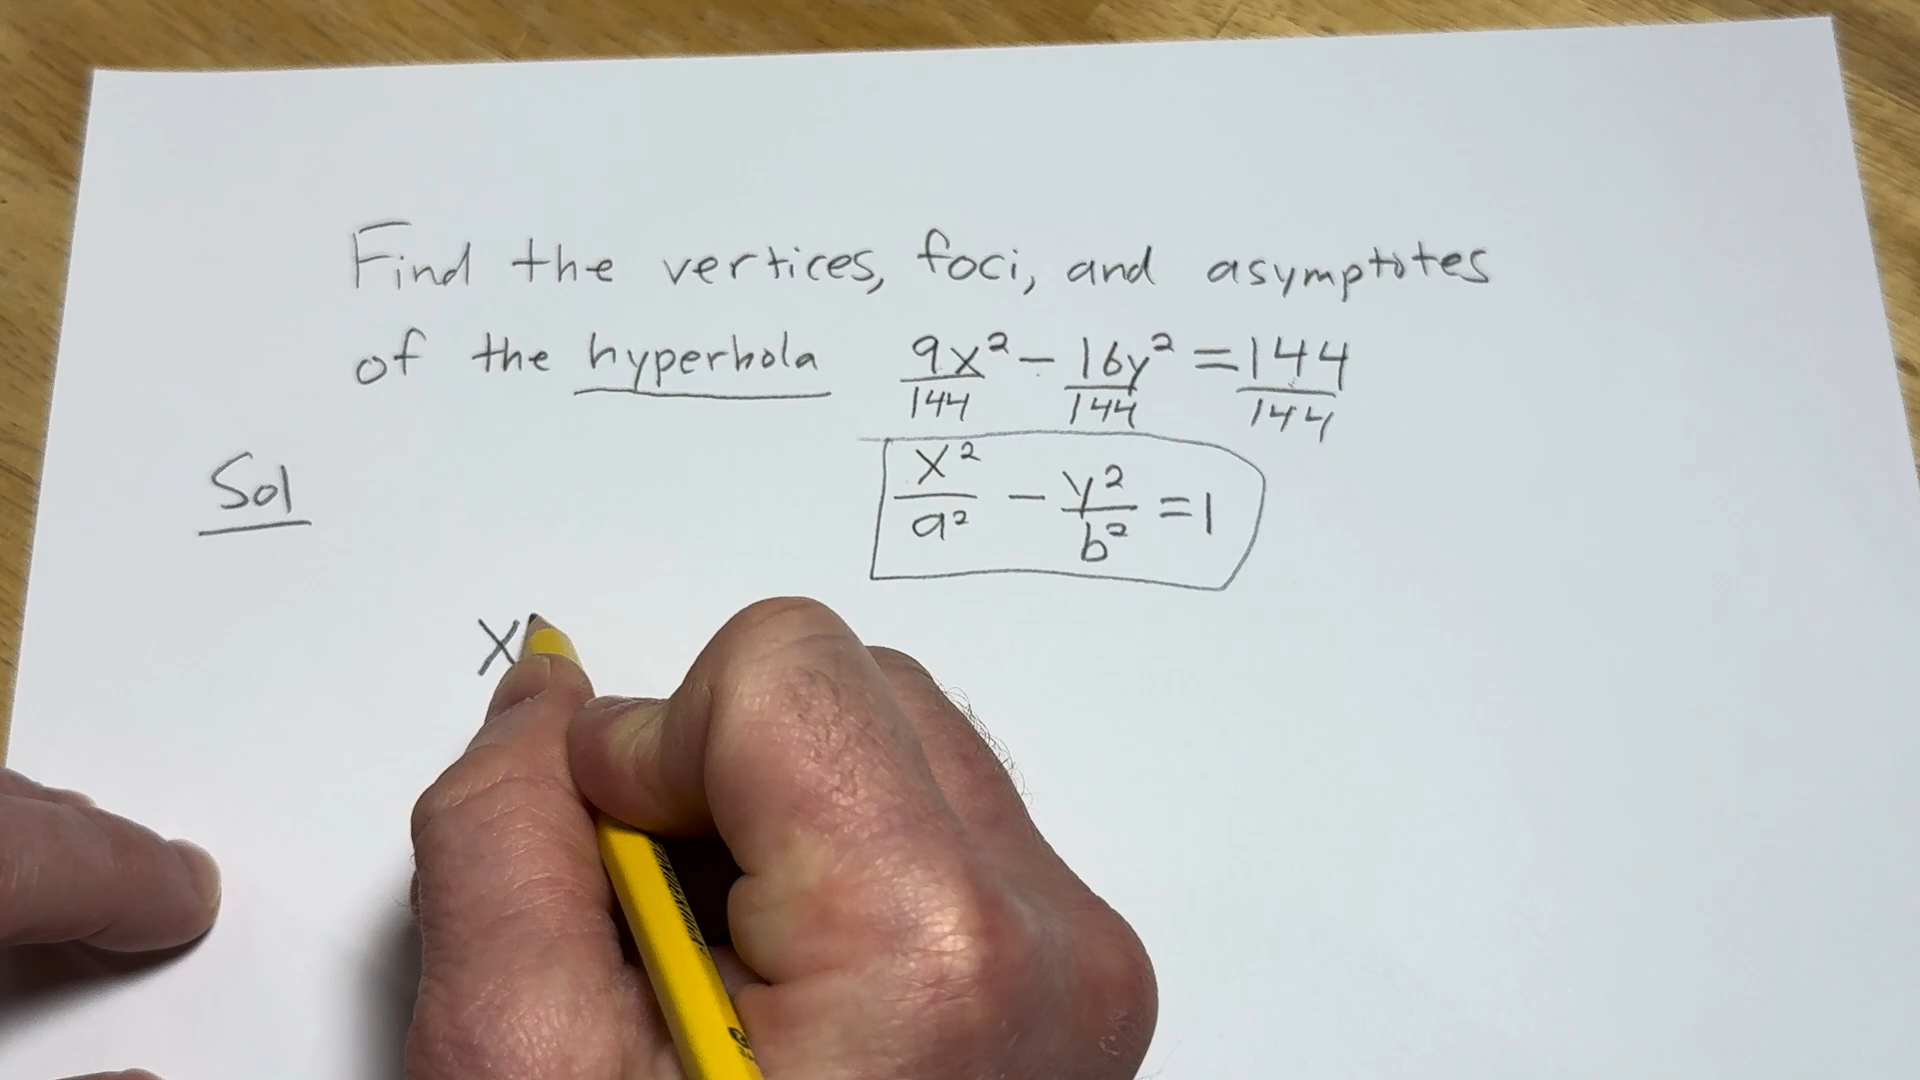 Find the vertices, foci, and asymptotes
of the hyperbola 9x²/144 - 16y²/144 = 144/144
Sol
x²/a² - y²/b² = 1
x